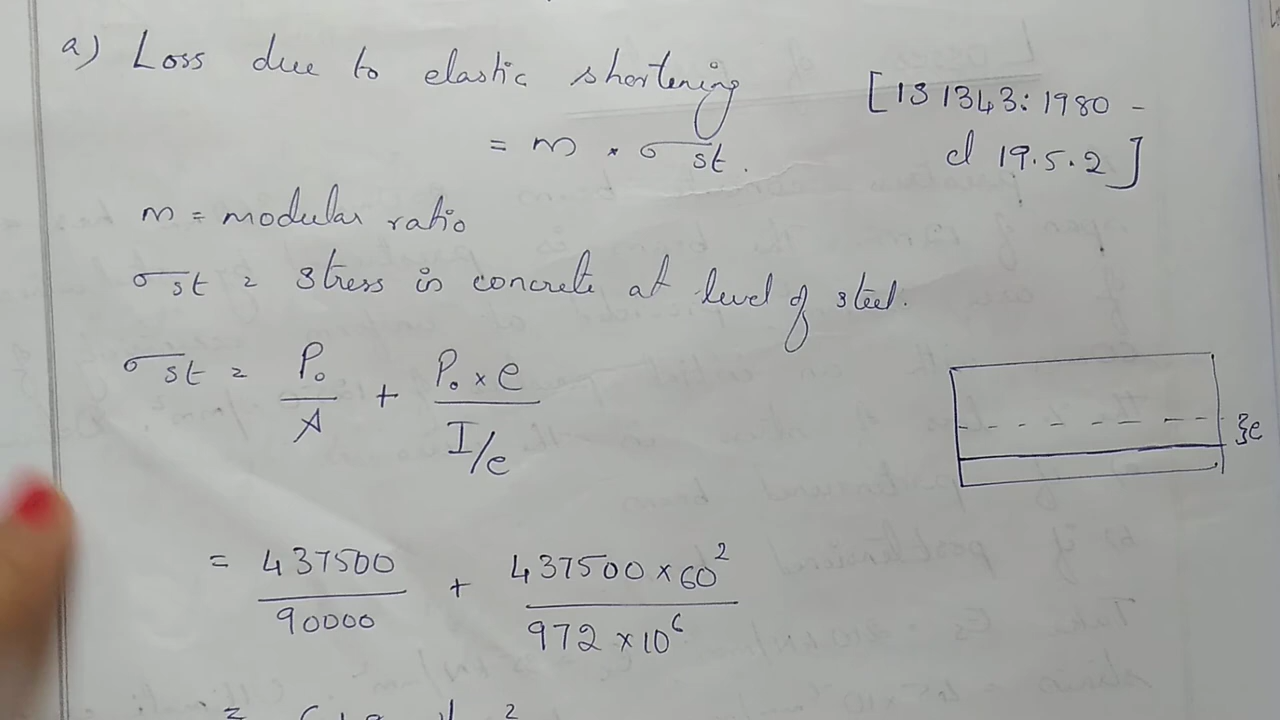 a) Loss due to elastic shortening
= m × σst. [IS 1343:1980 -
cl 19.5.2]
m = modular ratio
σst = stress in concrete at level of steel.
σst = P₀/A + P₀ × e / I/e
e
= 437500/90000 + 437500 × 60² / 972 × 10⁶